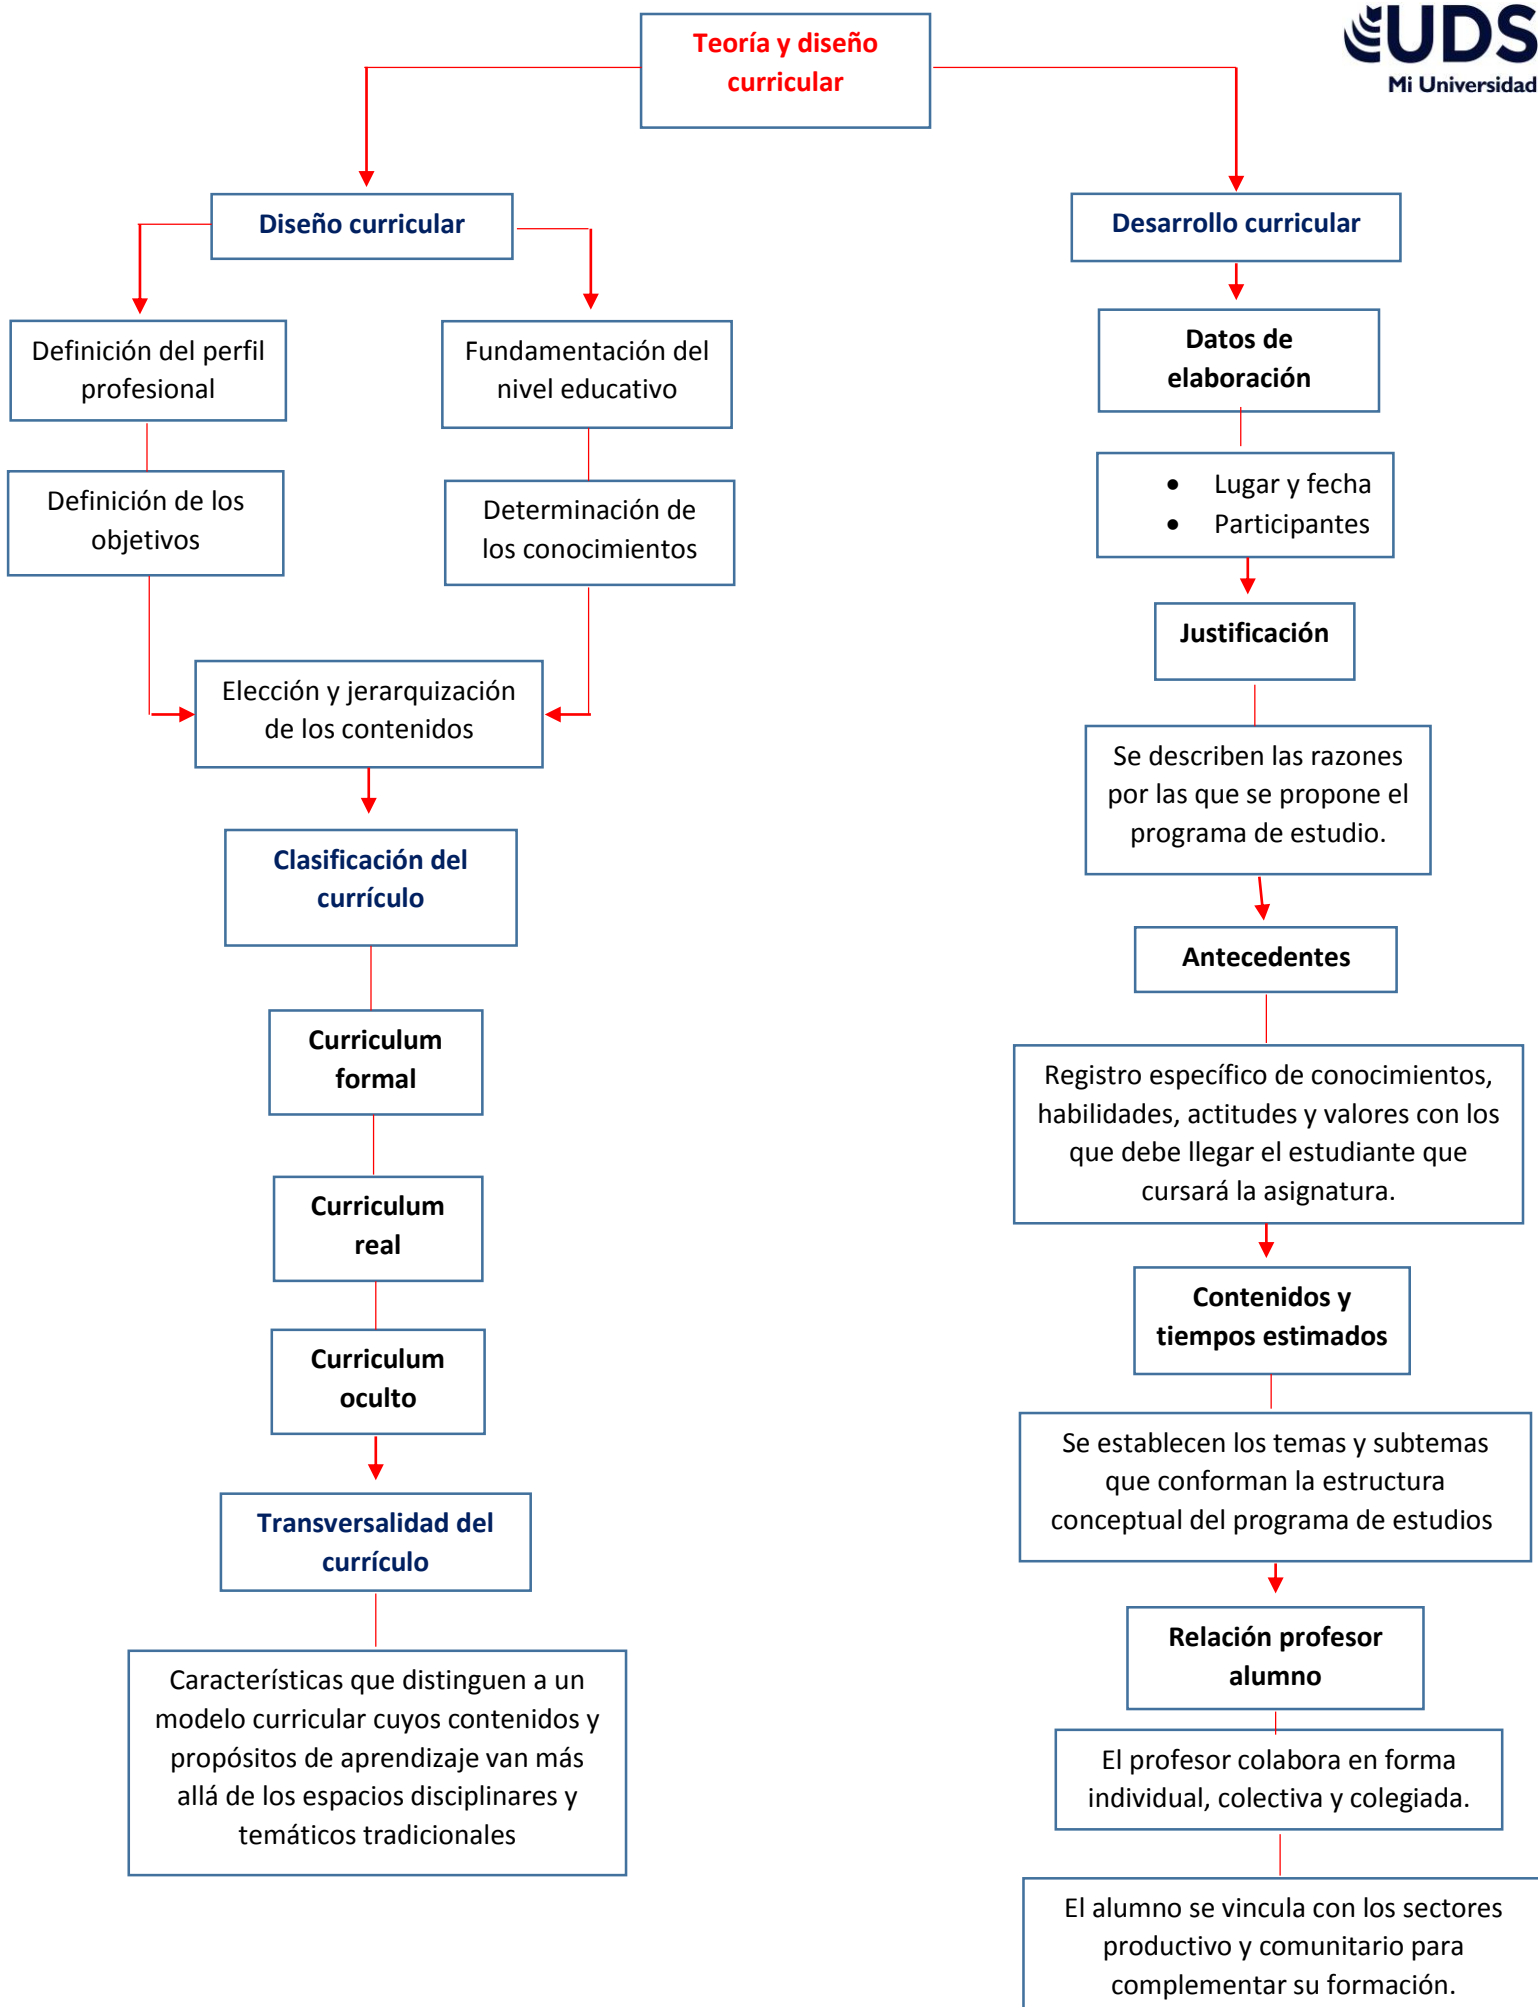 UDS
Mi Universidad
Teoría y diseño
curricular
Diseño curricular
Definición del perfil
profesional
Fundamentación del
nivel educativo
Definición de los
objetivos
Determinación de
los conocimientos
Elección y jerarquización
de los contenidos
Clasificación del
currículo
Curriculum
formal
Curriculum
real
Curriculum
oculto
Transversalidad del
currículo
Características que distinguen a un
modelo curricular cuyos contenidos y
propósitos de aprendizaje van más
allá de los espacios disciplinares y
temáticos tradicionales
Desarrollo curricular
Datos de
elaboración
• Lugar y fecha
• Participantes
Justificación
Se describen las razones
por las que se propone el
programa de estudio.
Antecedentes
Registro específico de conocimientos,
habilidades, actitudes y valores con los
que debe llegar el estudiante que
cursará la asignatura.
Contenidos y
tiempos estimados
Se establecen los temas y subtemas
que conforman la estructura
conceptual del programa de estudios
Relación profesor
alumno
El profesor colabora en forma
individual, colectiva y colegiada.
El alumno se vincula con los sectores
productivo y comunitario para
complementar su formación.